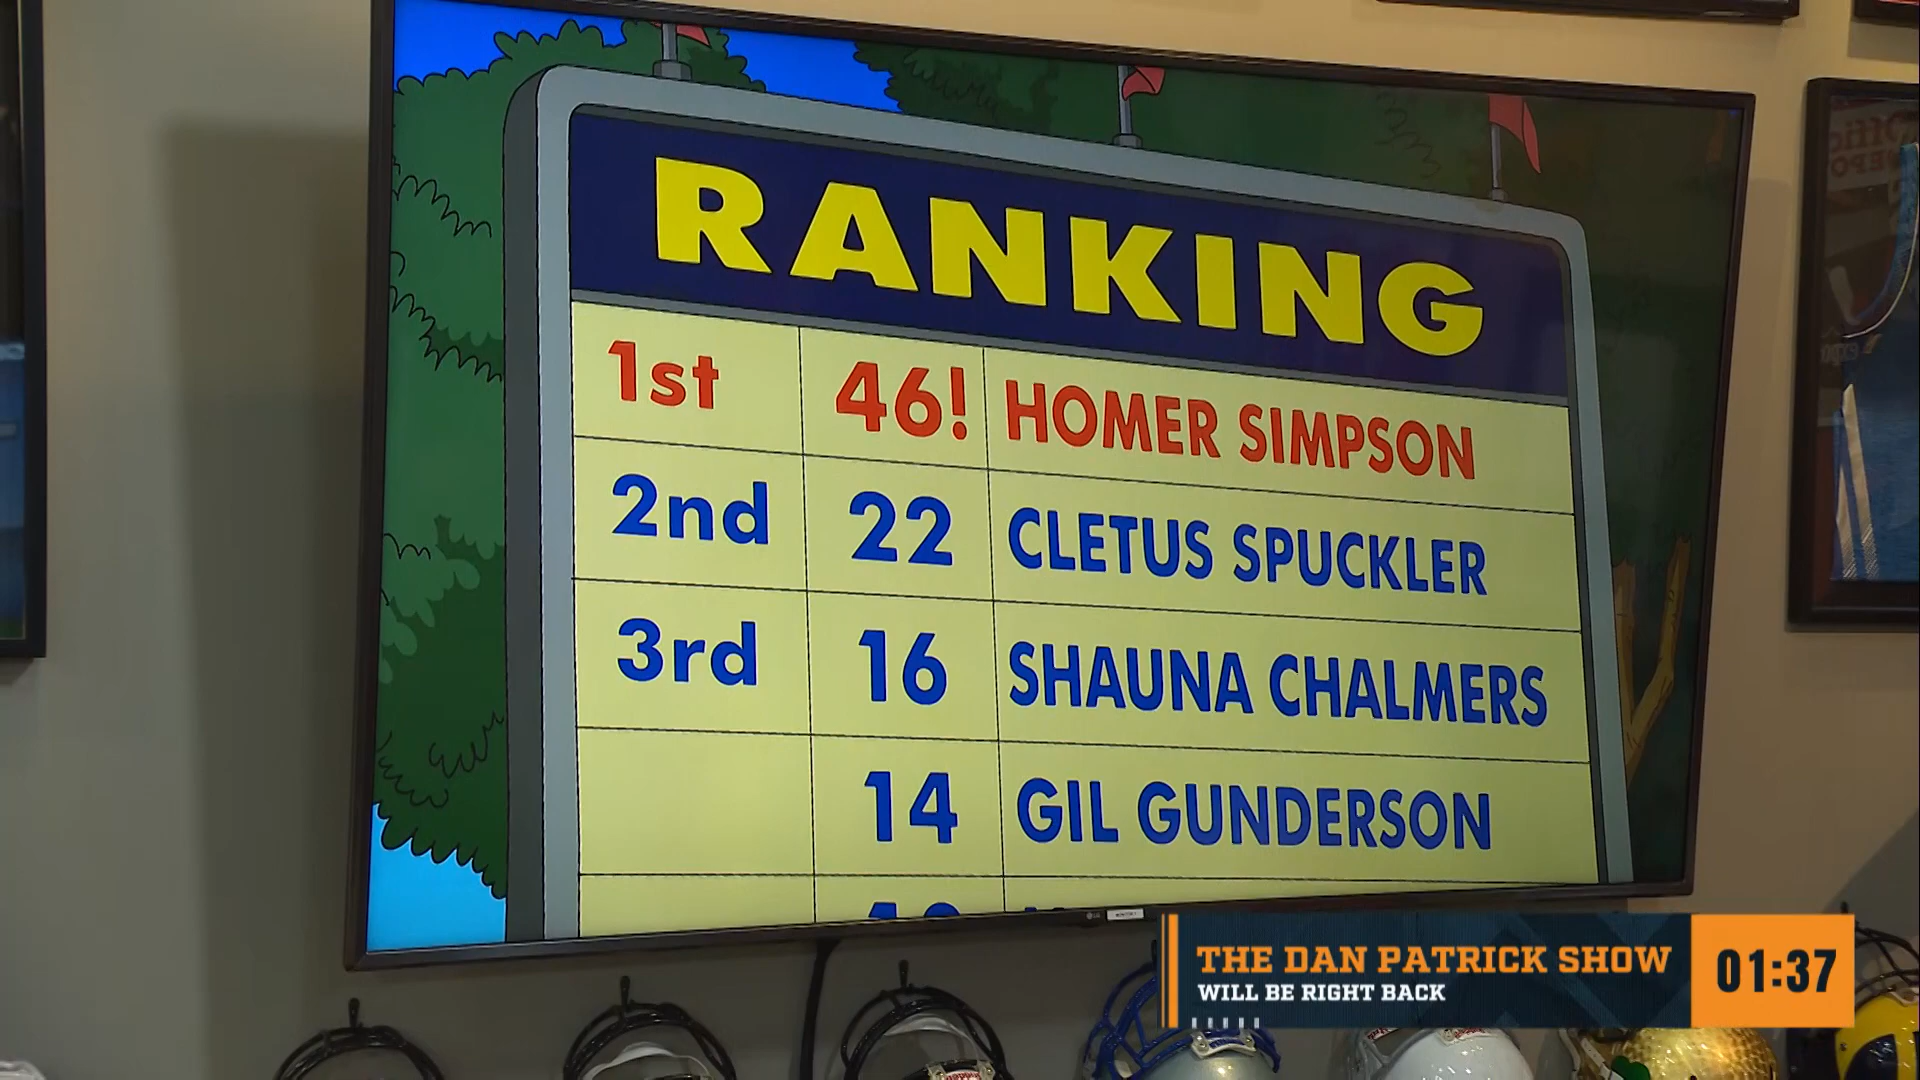 RANKING
1st 46! HOMER SIMPSON
2nd 22 CLETUS SPUCKLER
3rd 16 SHAUNA CHALMERS
14 GIL GUNDERSON
THE DAN PATRICK SHOW
WILL BE RIGHT BACK
01:37